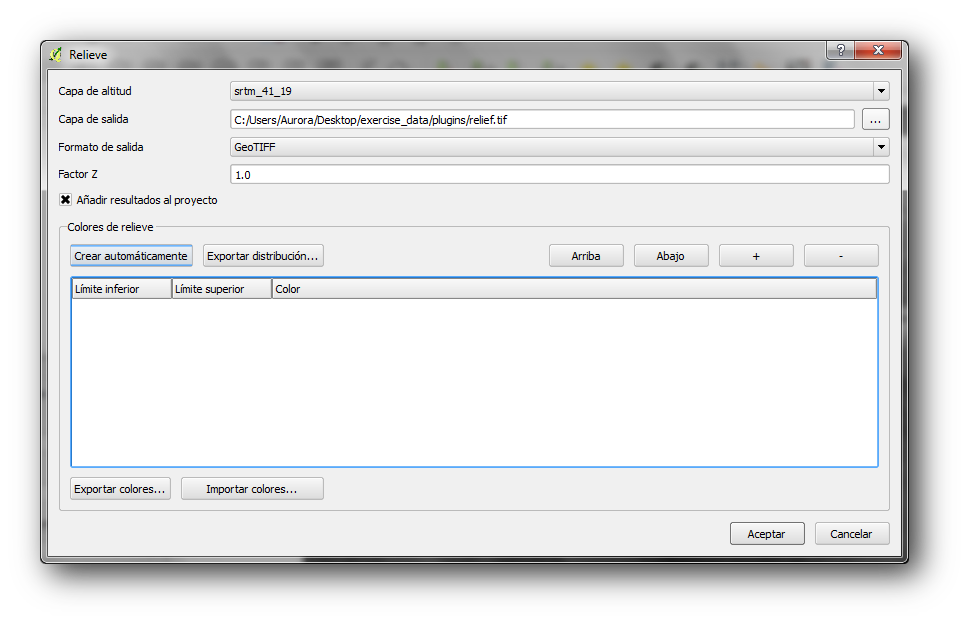 Relieve
?
Capa de altitud srtm_41_19
Capa de salida C:/Users/Aurora/Desktop/exercise_data/plugins/relief.tif ...
Formato de salida GeoTIFF
Factor Z 1.0
Añadir resultados al proyecto
Colores de relieve
Crear automáticamente Exportar distribución... Arriba Abajo + -
Límite inferior Límite superior Color
Exportar colores... Importar colores...
Aceptar Cancelar